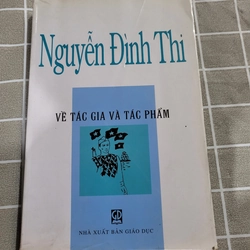 Nguyễn Đình Thi
VỀ TÁC GIA VÀ TÁC PHẨM
NHÀ XUẤT BẢN GIÁO DỤC